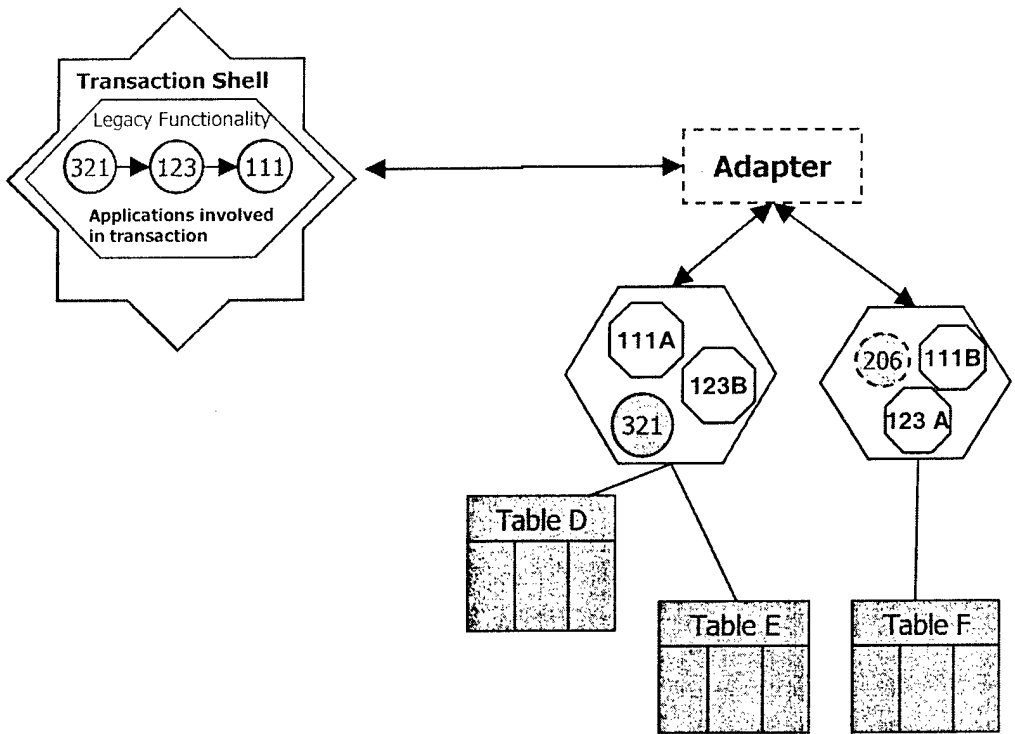 Transaction Shell
Legacy Functionality
321 123 111
Applications involved
in transaction
Adapter
111A
123B
321
206
111B
123 A
Table D
Table E
Table F